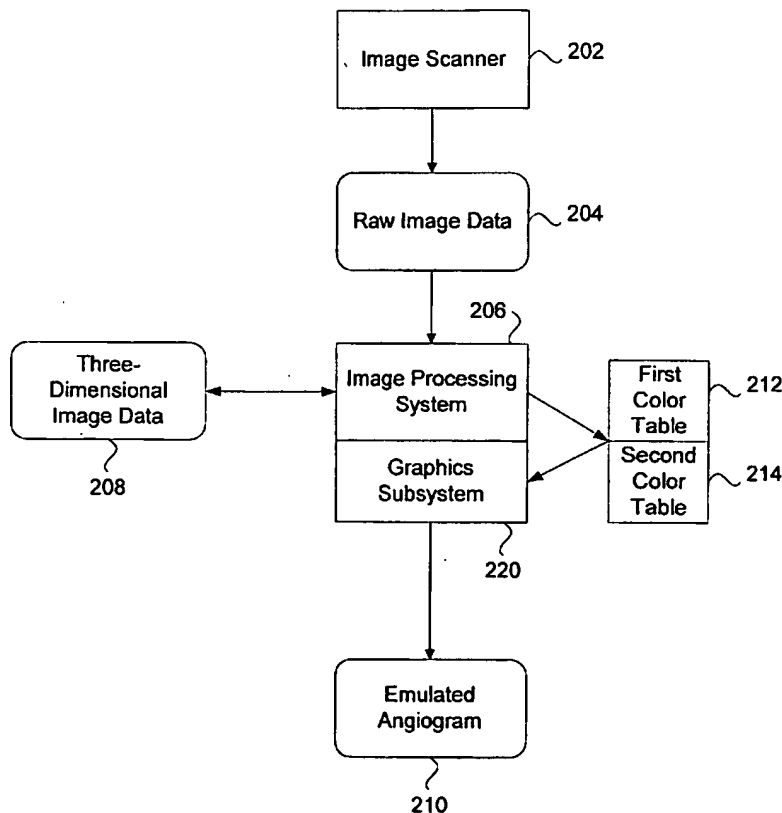 Image Scanner
202
Raw Image Data
204
206
Three-
Dimensional
Image Data
208
Image Processing
System
Graphics
Subsystem
220
First
Color
Table
212
Second
Color
Table
214
Emulated
Angiogram
210